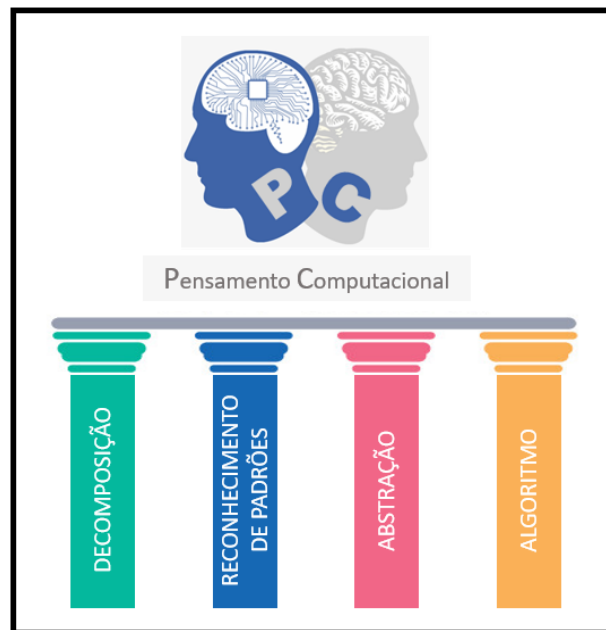 P C
Pensamento Computacional
DECOMPOSIÇÃO
RECONHECIMENTO
DE PADRÕES
ABSTRAÇÃO
ALGORITMO